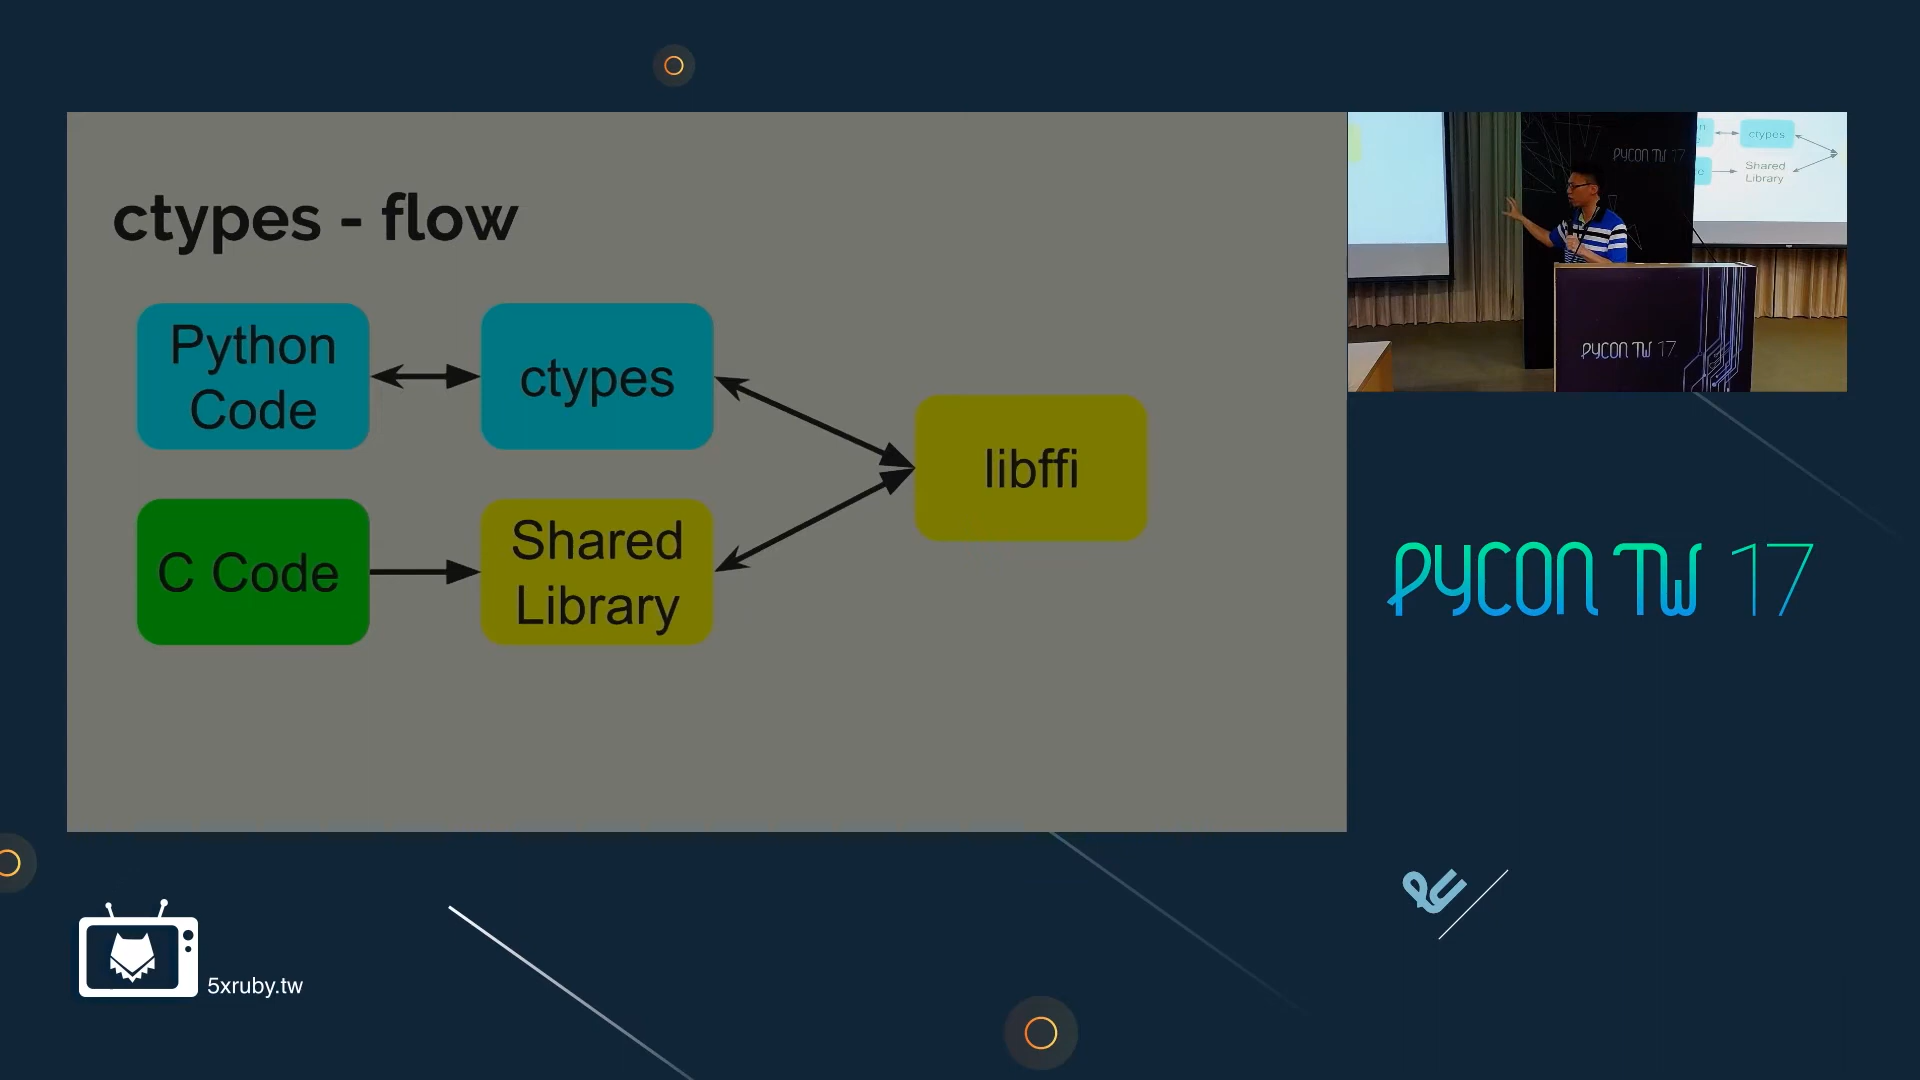 ctypes - flow
Python
Code
ctypes
libffi
C Code
Shared
Library
PYCON TW 17
ctypes
Shared
Library
PYCON TW 17
PYCON TW 17
5xruby.tw